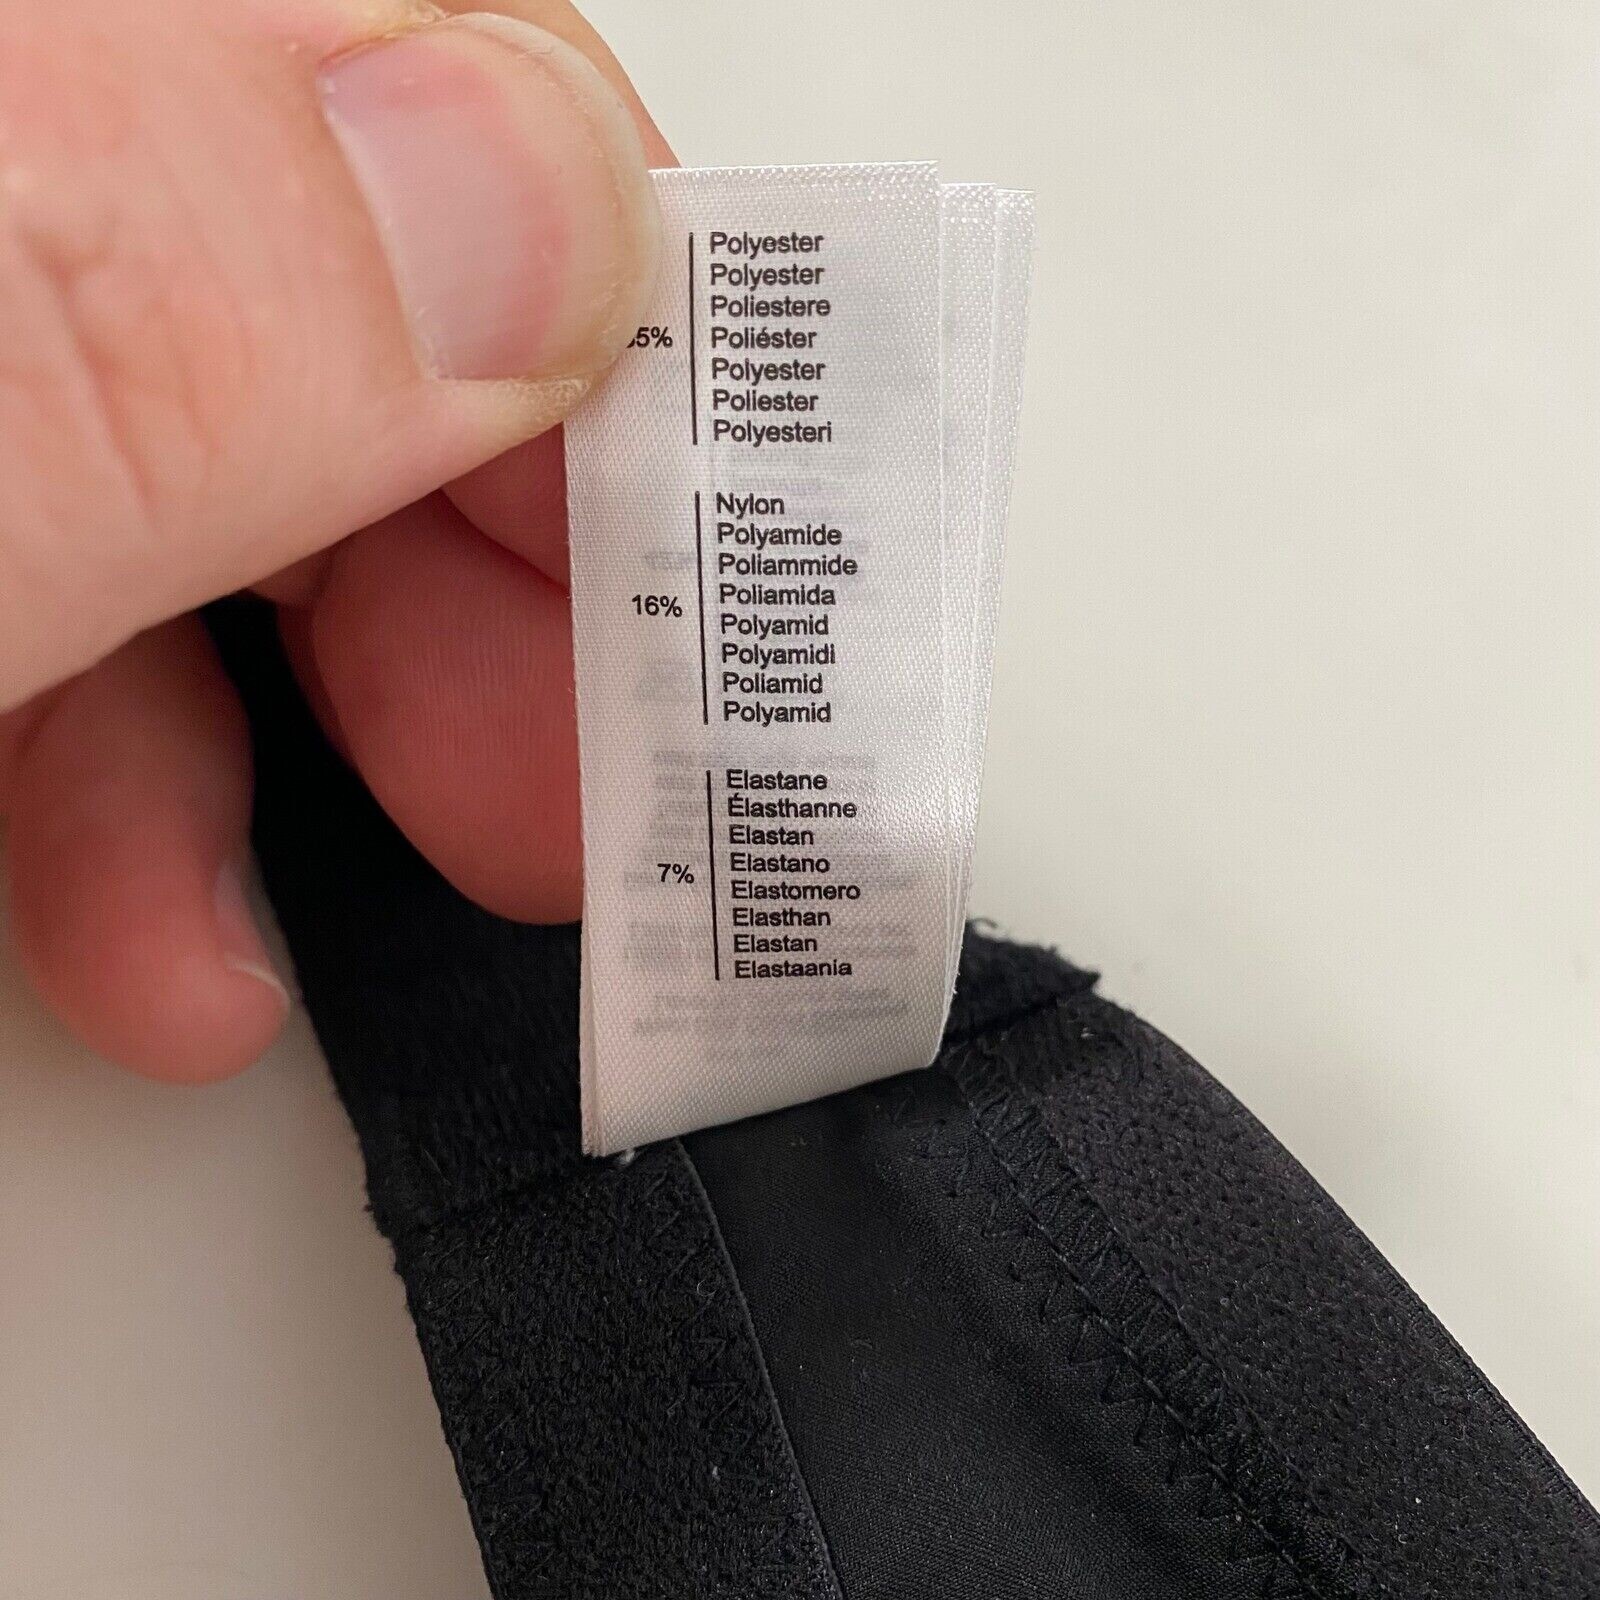 Polyester
Polyester
Poliestere
5% Poliéster
Polyester
Poliester
Polyesteri
Nylon
Polyamide
Poliammide
Poliamida
16% Polyamid
Polyamidi
Poliamid
Polyamid
Elastane
Élasthanne
Elastan
Elastano
7% Elastomero
Elasthan
Elastan
Elastaania